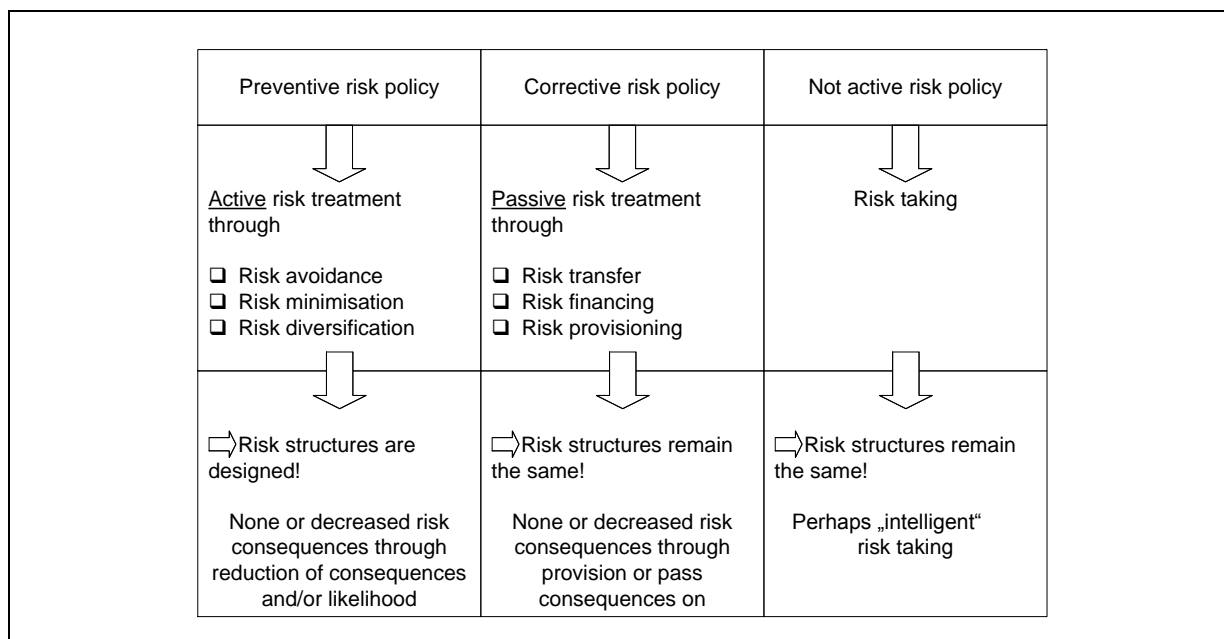 Preventive risk policy
Corrective risk policy
Not active risk policy
Active risk treatment
through
❑ Risk avoidance
❑ Risk minimisation
❑ Risk diversification
Passive risk treatment
through
❑ Risk transfer
❑ Risk financing
❑ Risk provisioning
Risk taking
Risk structures are
designed!
None or decreased risk
consequences through
reduction of consequences
and/or likelihood
Risk structures remain
the same!
None or decreased risk
consequences through
provision or pass
consequences on
Risk structures remain
the same!
Perhaps „intelligent“
risk taking